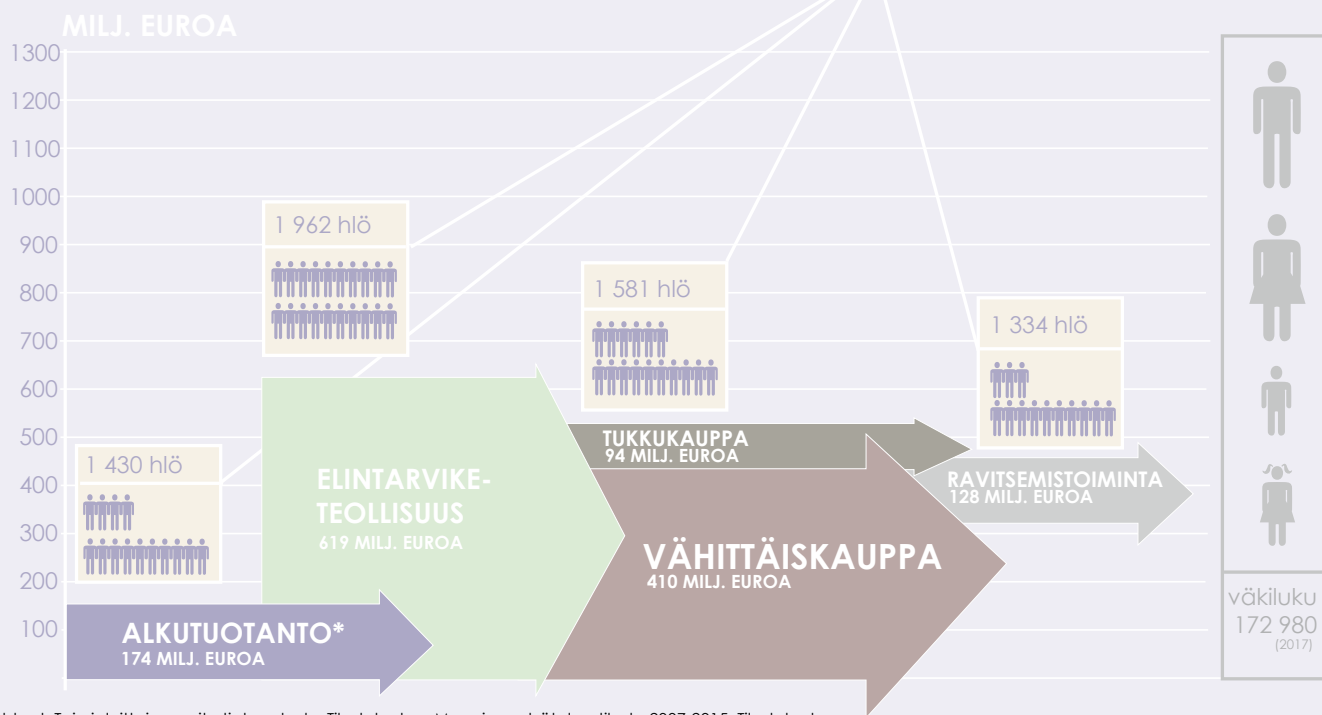 MILJ. EUROA
1300
1200
1100
1000
900
800
700
600
500
400
300
200
100
1 962 hlö
1 581 hlö
1 334 hlö
1 430 hlö
TUKKUKAUPPA
94 MILJ. EUROA
RAVITSEMISTOIMINTA
128 MILJ. EUROA
ELINTARVIKE-
TEOLLISUUS
619 MILJ. EUROA
VÄHITTÄISKAUPPA
410 MILJ. EUROA
ALKUTUOTANTO*
174 MILJ. EUROA
väkiluku
172 980
(2017)